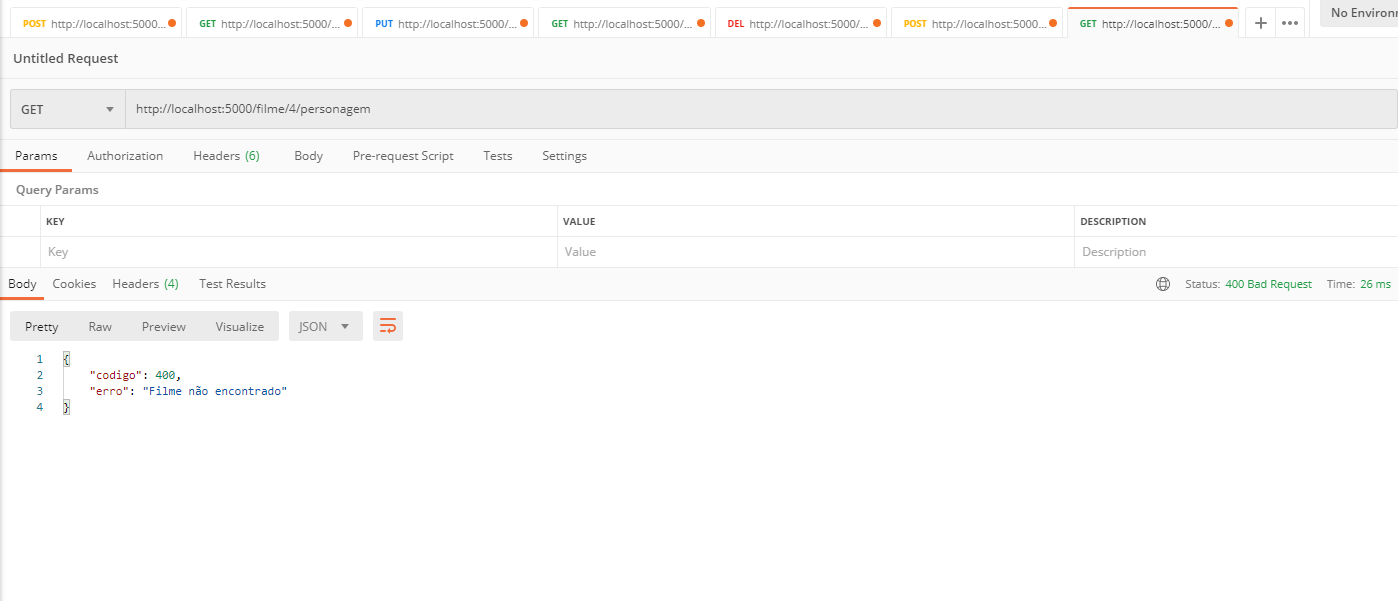 POST http://localhost:5000... GET http://localhost:5000/... PUT http://localhost:5000/... GET http://localhost:5000/... DEL http://localhost:5000/... POST http://localhost:5000... GET http://localhost:5000/... + ••• No Environ
Untitled Request
GET http://localhost:5000/filme/4/personagem
Params Authorization Headers (6) Body Pre-request Script Tests Settings
Query Params
KEY VALUE DESCRIPTION
Key Value Description
Body Cookies Headers (4) Test Results Status: 400 Bad Request Time: 26 ms
Pretty Raw Preview Visualize JSON
1 {
2 "codigo": 400,
3 "erro": "Filme não encontrado"
4 }